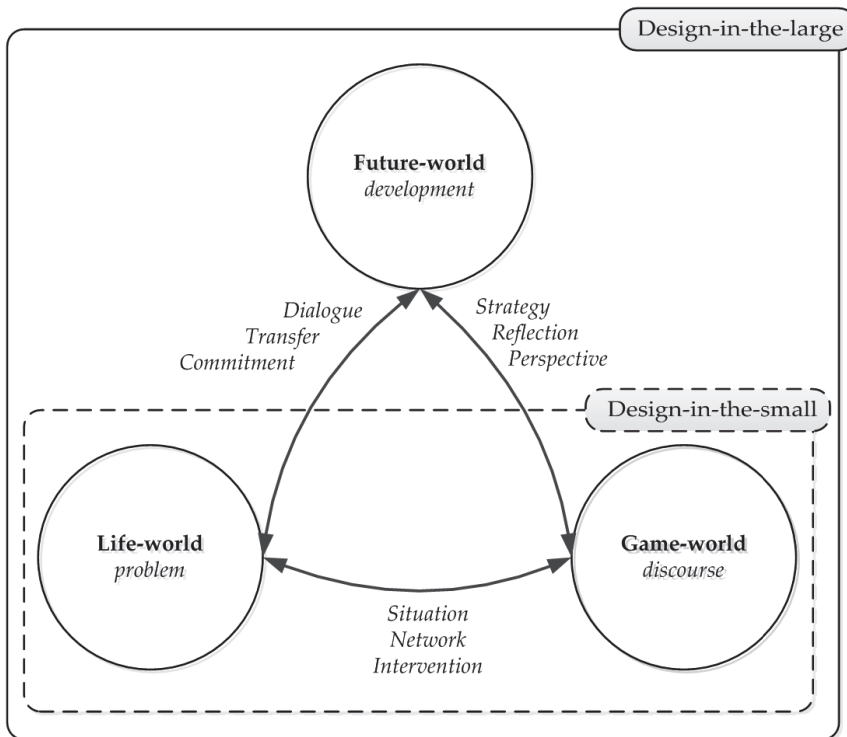 Design-in-the-large
Future-world
development
Dialogue
Transfer
Commitment
Strategy
Reflection
Perspective
Design-in-the-small
Life-world
problem
Game-world
discourse
Situation
Network
Intervention